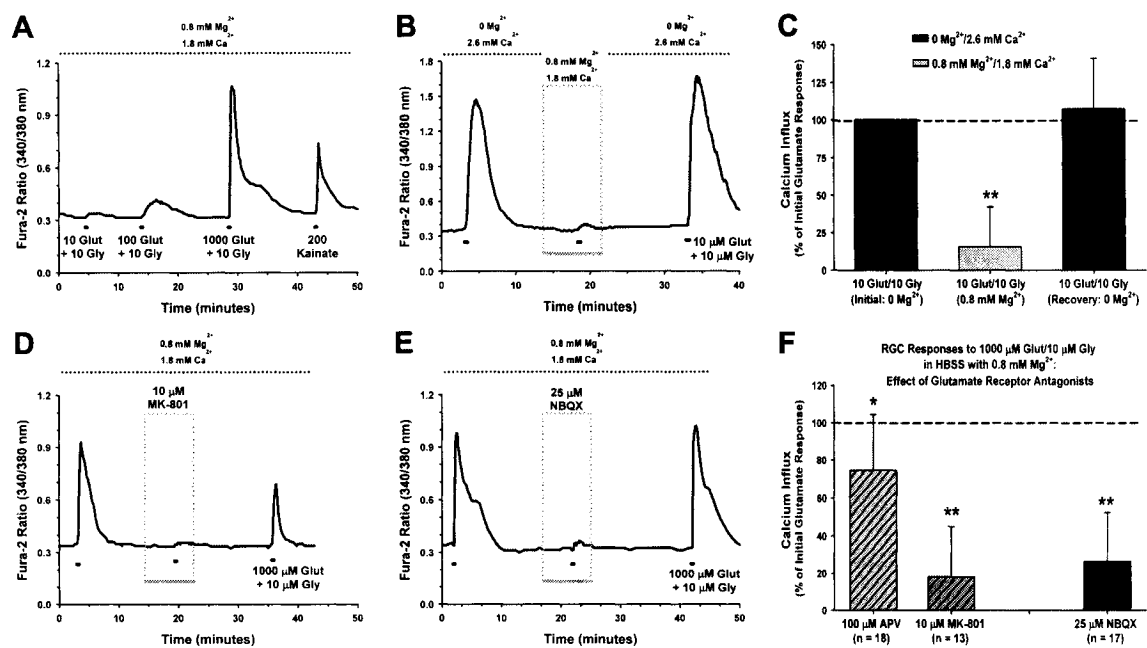 A
0.8 mM Mg2+
1.8 mM Ca2+
Fura-2 Ratio (340/380 nm)
1.2
0.9
0.6
0.3
0.0
10 Glut
+ 10 Gly
100 Glut
+ 10 Gly
1000 Glut
+ 10 Gly
200
Kainate
0 10 20 30 40 50
Time (minutes)
B
0 Mg2+
2.6 mM Ca2+
0.8 mM Mg2+
1.8 mM Ca2+
0 Mg2+
2.6 mM Ca2+
Fura-2 Ratio (340/380 nm)
1.8
1.5
1.2
0.9
0.6
0.3
0.0
10 μM Glut
+ 10 μM Gly
0 10 20 30 40
Time (minutes)
C
0 Mg2+/2.6 mM Ca2+
0.8 mM Mg2+/1.8 mM Ca2+
Calcium Influx
(% of Initial Glutamate Response)
150
125
100
75
50
25
0
**
10 Glut/10 Gly
(Initial: 0 Mg2+)
10 Glut/10 Gly
(0.8 mM Mg2+)
10 Glut/10 Gly
(Recovery: 0 Mg2+)
D
0.8 mM Mg2+
1.8 mM Ca2+
10 μM
MK-801
Fura-2 Ratio (340/380 nm)
1.2
0.9
0.6
0.3
0.0
1000 μM Glut
+ 10 μM Gly
0 10 20 30 40 50
Time (minutes)
E
0.8 mM Mg2+
1.8 mM Ca2+
25 μM
NBQX
Fura-2 Ratio (340/380 nm)
1.2
0.9
0.6
0.3
0.0
1000 μM Glut
+ 10 μM Gly
0 10 20 30 40 50
Time (minutes)
F
RGC Responses to 1000 μM Glut/10 μM Gly
in HBSS with 0.8 mM Mg2+:
Effect of Glutamate Receptor Antagonists
Calcium Influx
(% of Initial Glutamate Response)
120
100
80
60
40
20
0
*
**
**
100 μM APV
(n = 18)
10 μM MK-801
(n = 13)
25 μM NBQX
(n = 17)